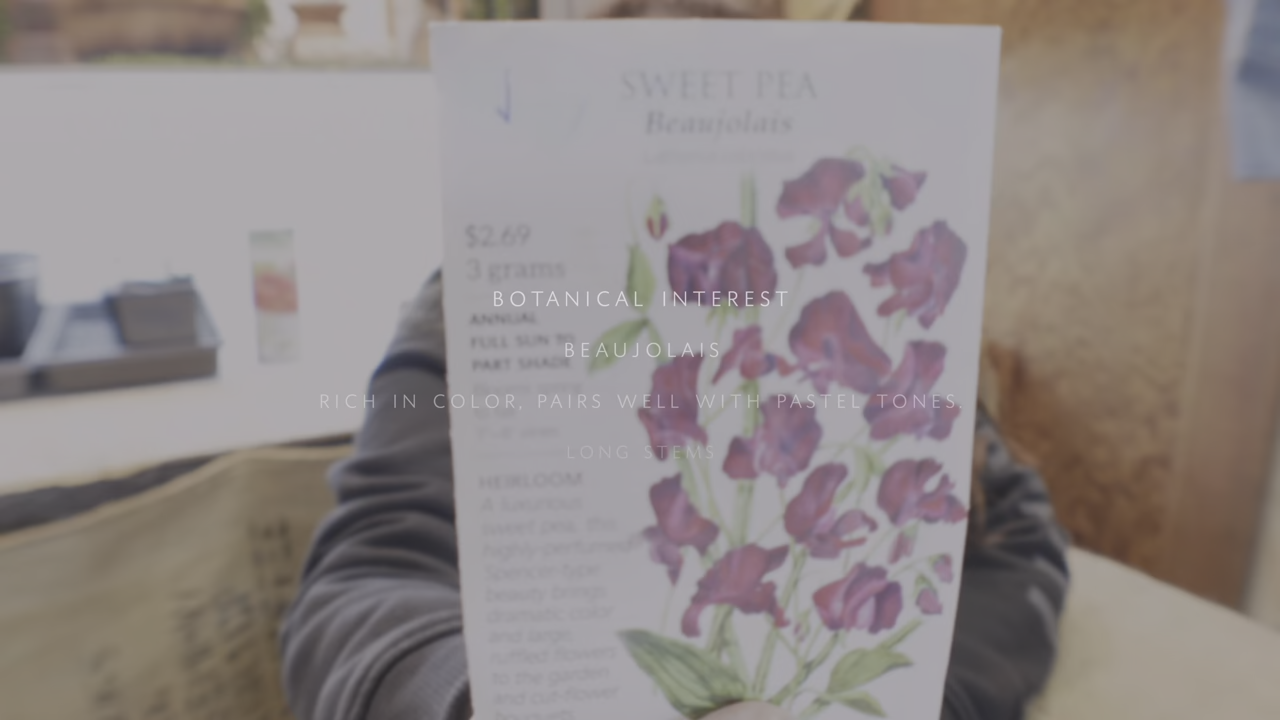 SWEET PEA
Beaujolais
$2.69
3 grams
ANNUAL
FULL SUN TO
PART SHADE
HEIRLOOM
A luxurious
sweet pea, this
highly-perfumed
Spencer-type
beauty brings
dramatic color
and large,
ruffled flowers
to the garden
and cut-flower
bouquets.
BOTANICAL INTEREST
BEAUJOLAIS
RICH IN COLOR, PAIRS WELL WITH PASTEL TONES.
LONG STEMS